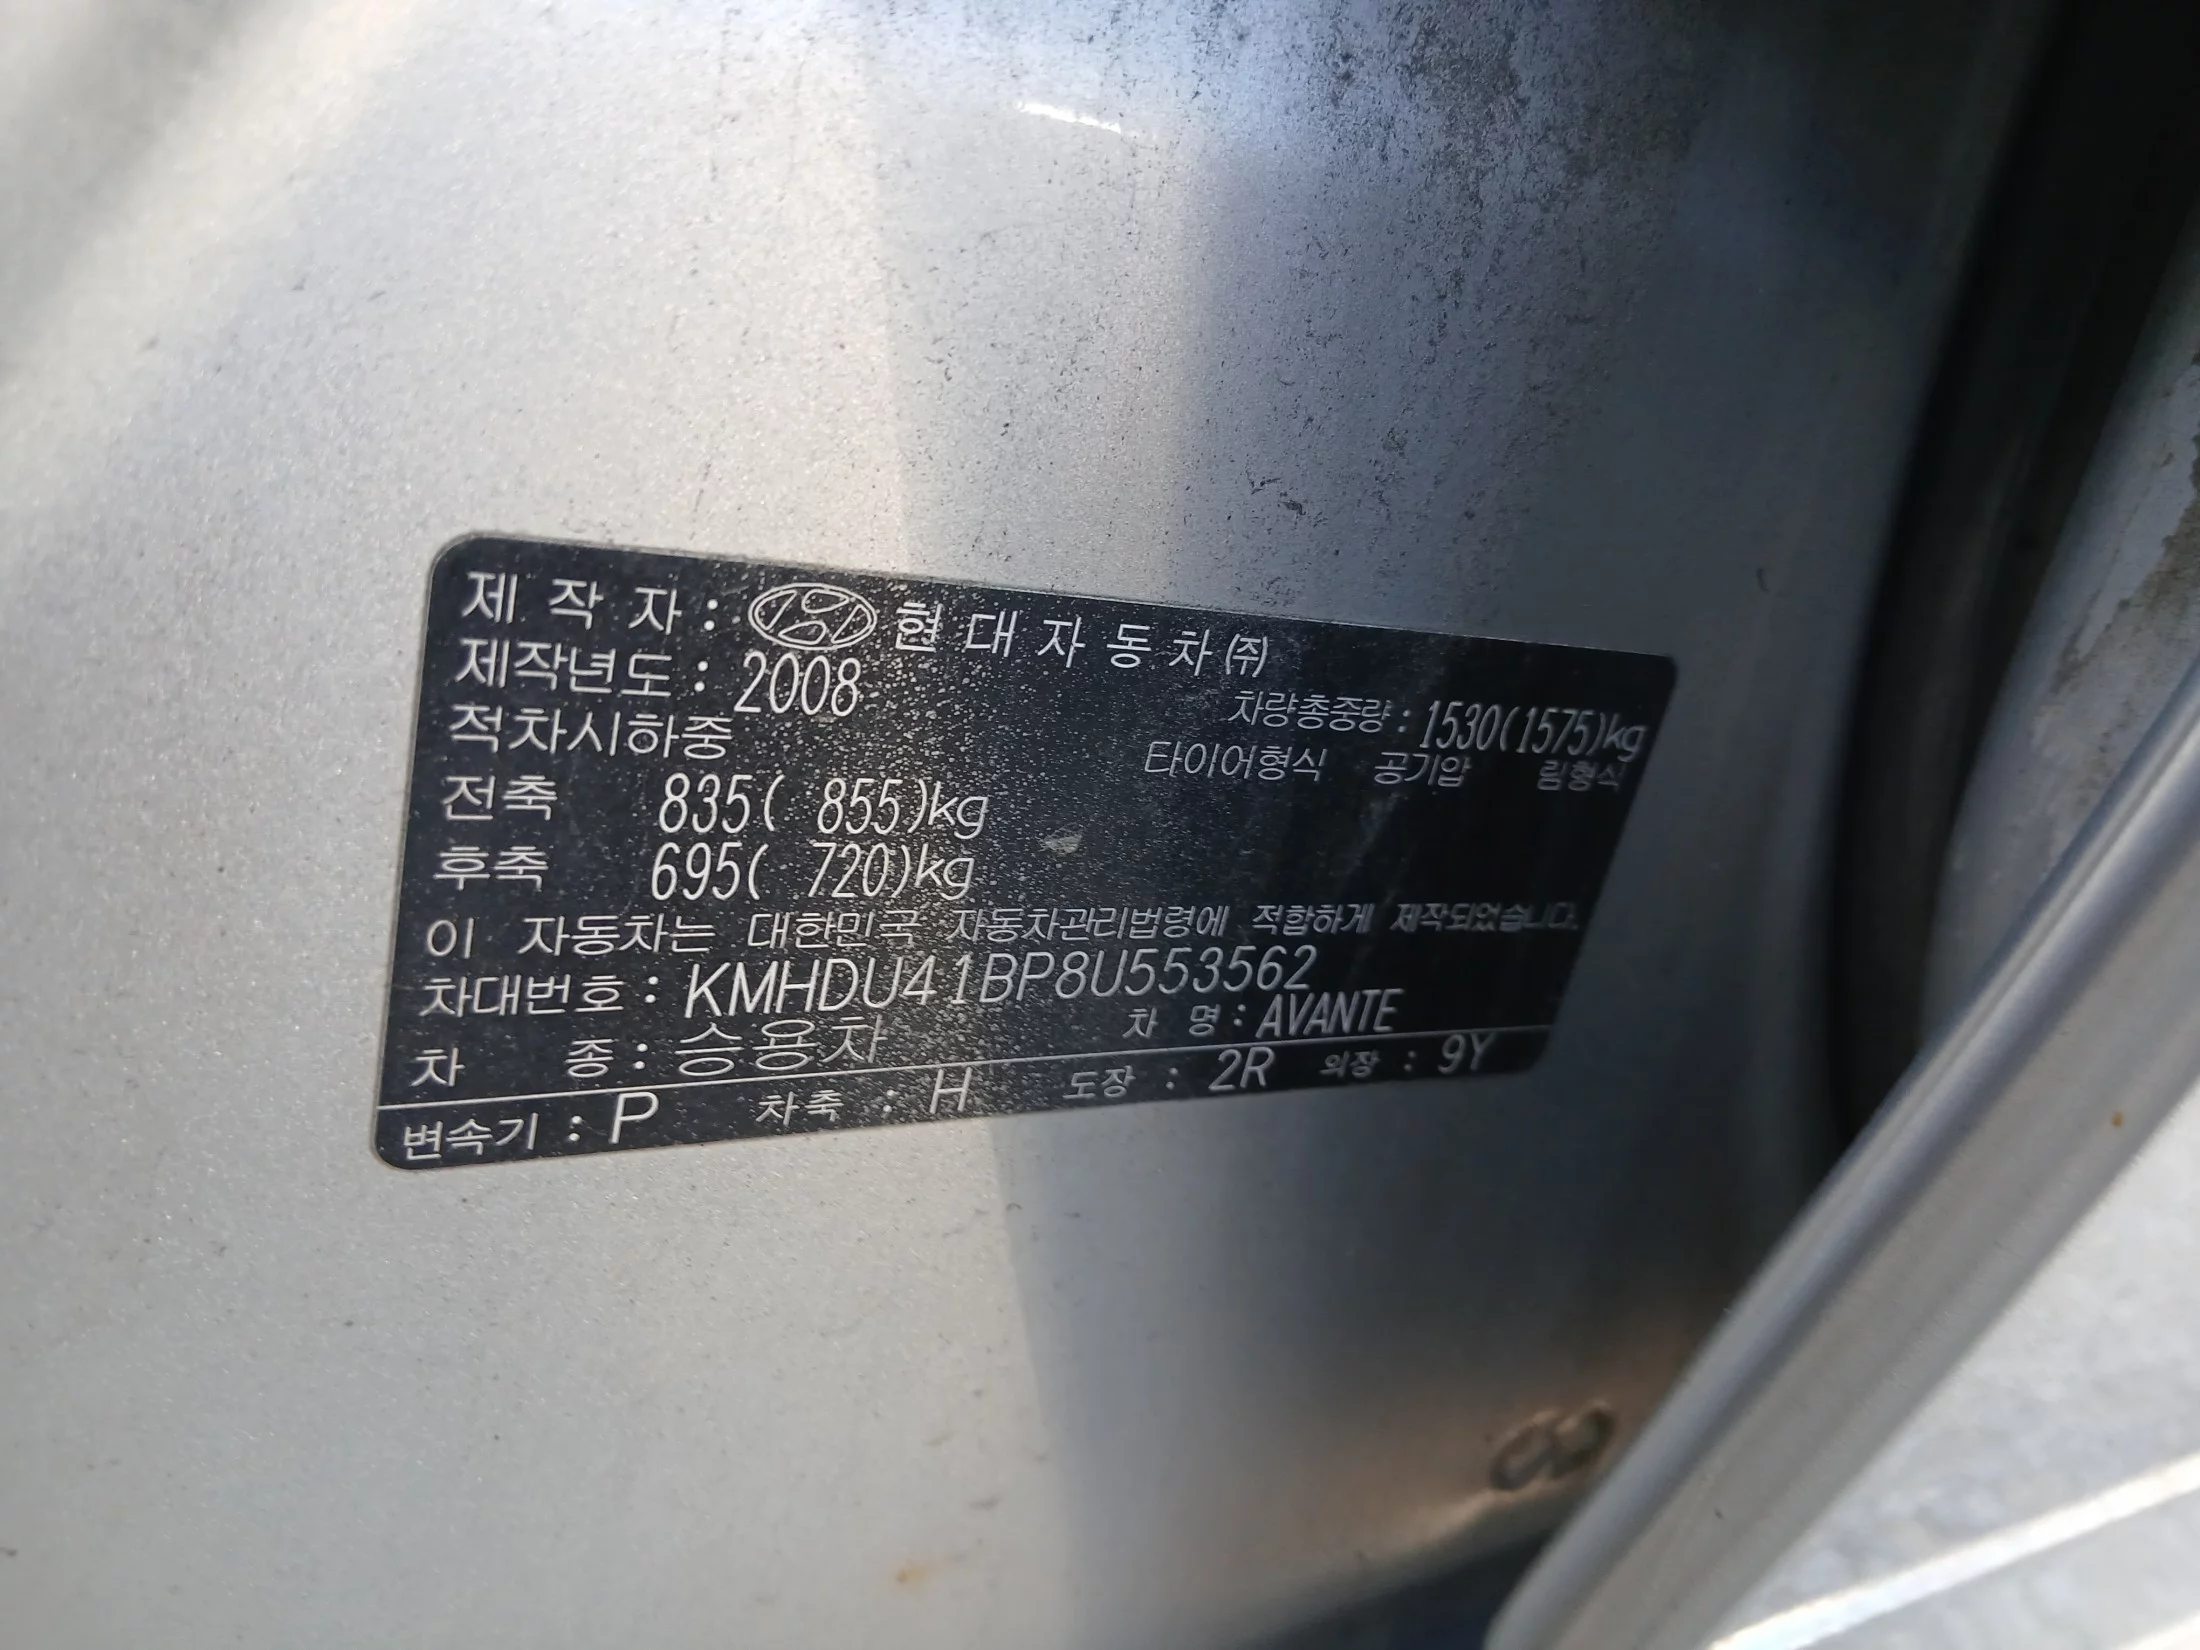 제작자 : 현대자동차㈜
제작년도 : 2008
차량총중량 : 1530(1575)kg
적차시하중
타이어형식 공기압 림형식
전축 835( 855)kg
후축 695( 720)kg
이 자동차는 대한민국 자동차관리법령에 적합하게 제작되었습니다.
차대번호 : KMHDU41BP8U553562
차 종 : 승용차 차 명 : AVANTE
변속기 : P 차축 : H 도장 : 2R 외장 : 9Y